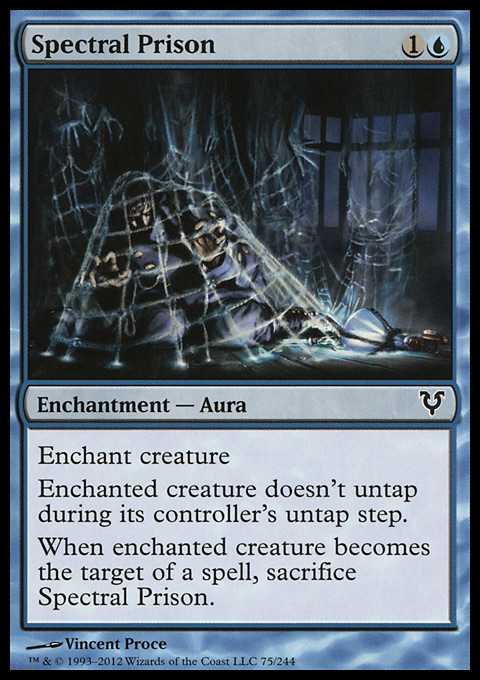 Spectral Prison 1
Enchantment — Aura
Enchant creature
Enchanted creature doesn't untap
during its controller's untap step.
When enchanted creature becomes
the target of a spell, sacrifice
Spectral Prison.
Vincent Proce
™ & © 1993–2012 Wizards of the Coast LLC 75/244